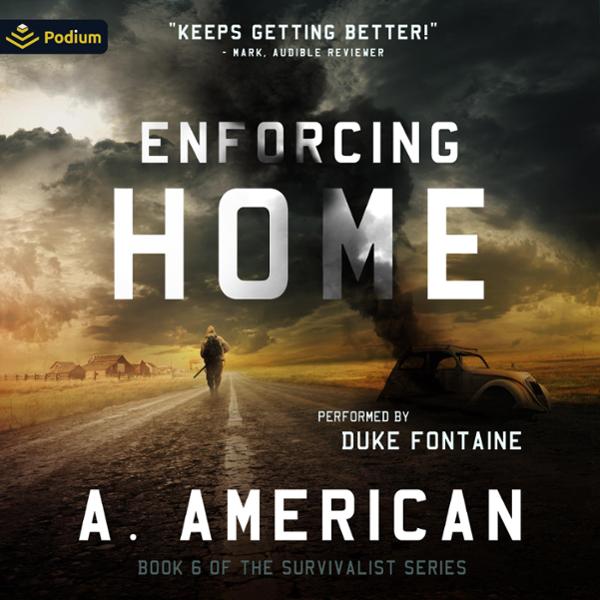 Podium
"KEEPS GETTING BETTER!"
- MARK, AUDIBLE REVIEWER
ENFORCING
HOME
PERFORMED BY
DUKE FONTAINE
A. AMERICAN
BOOK 6 OF THE SURVIVALIST SERIES